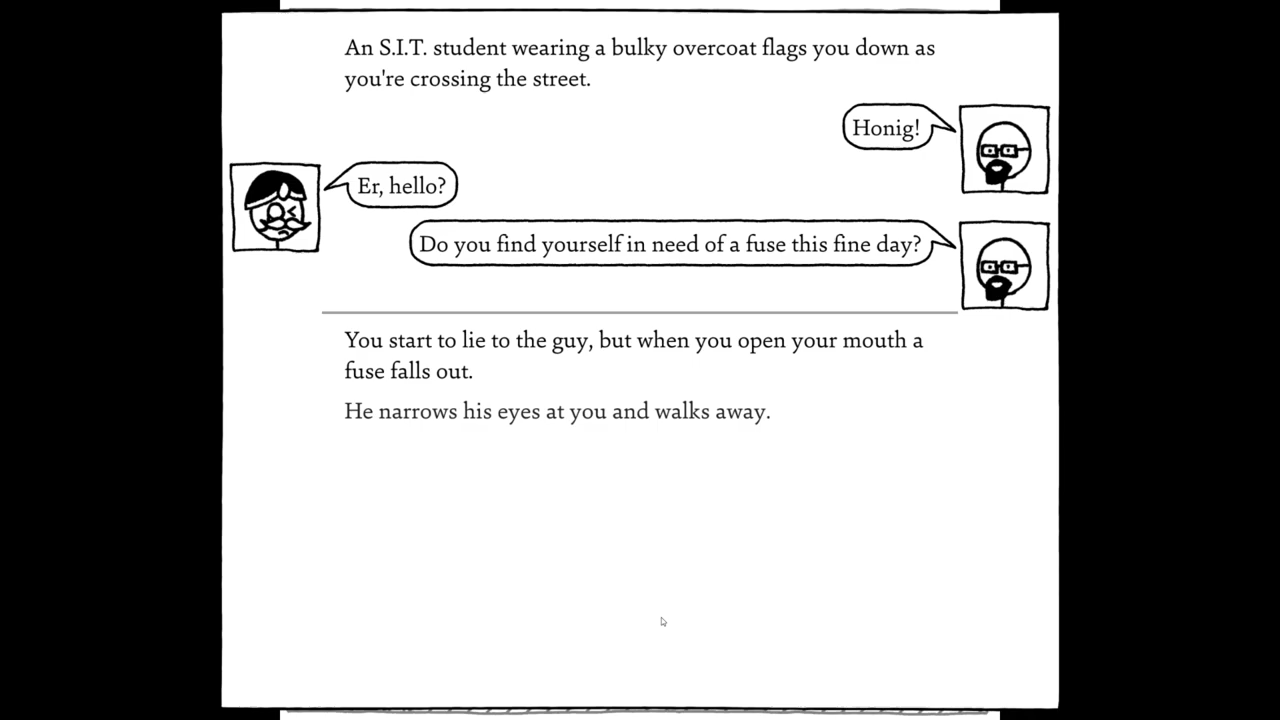 An S.I.T. student wearing a bulky overcoat flags you down as
you're crossing the street.
Honig!
Er, hello?
Do you find yourself in need of a fuse this fine day?
You start to lie to the guy, but when you open your mouth a
fuse falls out.
He narrows his eyes at you and walks away.